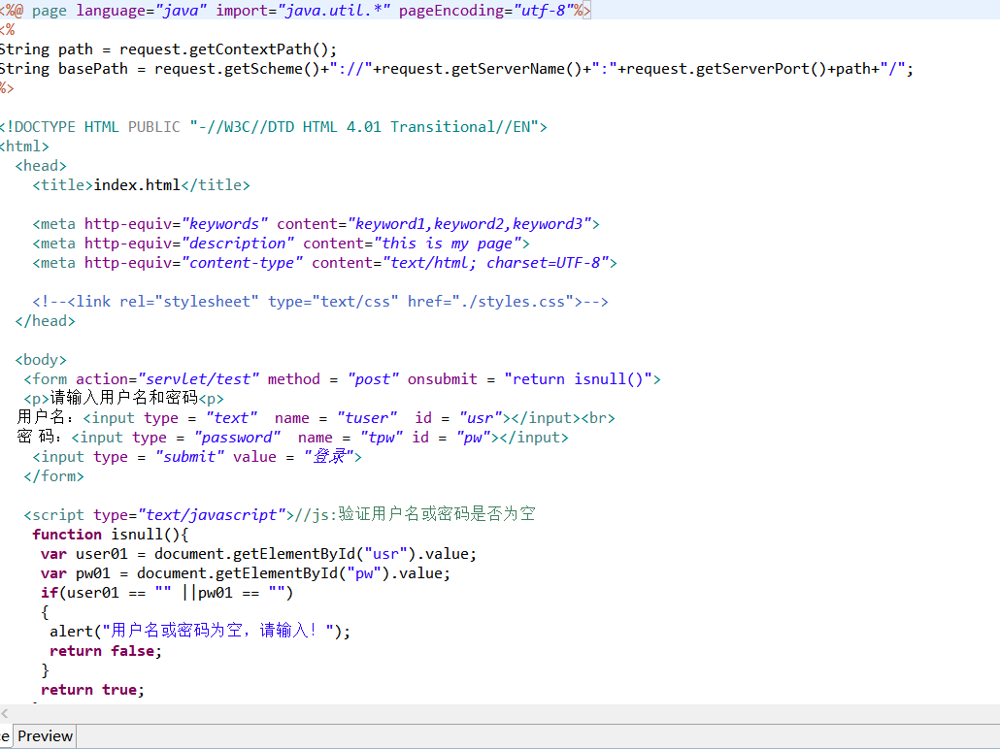 <%@ page language="java" import="java.util.*" pageEncoding="utf-8"%>
<%
String path = request.getContextPath();
String basePath = request.getScheme()+"://"+request.getServerName()+":"+request.getServerPort()+path+"/";
%>
<!DOCTYPE HTML PUBLIC "-//W3C//DTD HTML 4.01 Transitional//EN">
<html>
<head>
<title>index.html</title>
<meta http-equiv="keywords" content="keyword1,keyword2,keyword3">
<meta http-equiv="description" content="this is my page">
<meta http-equiv="content-type" content="text/html; charset=UTF-8">
<!--<link rel="stylesheet" type="text/css" href="./styles.css">-->
</head>
<body>
<form action="servlet/test" method = "post" onsubmit = "return isnull()">
<p>请输入用户名和密码<p>
用户名：<input type = "text"  name = "tuser"  id = "usr"></input><br>
密 码：<input type = "password"  name = "tpw" id = "pw"></input>
<input type = "submit" value = "登录">
</form>
<script type="text/javascript">//js:验证用户名或密码是否为空
function isnull(){
var user01 = document.getElementById("usr").value;
var pw01 = document.getElementById("pw").value;
if(user01 == "" ||pw01 == "")
{
alert("用户名或密码为空，请输入！");
return false;
}
return true;
Preview